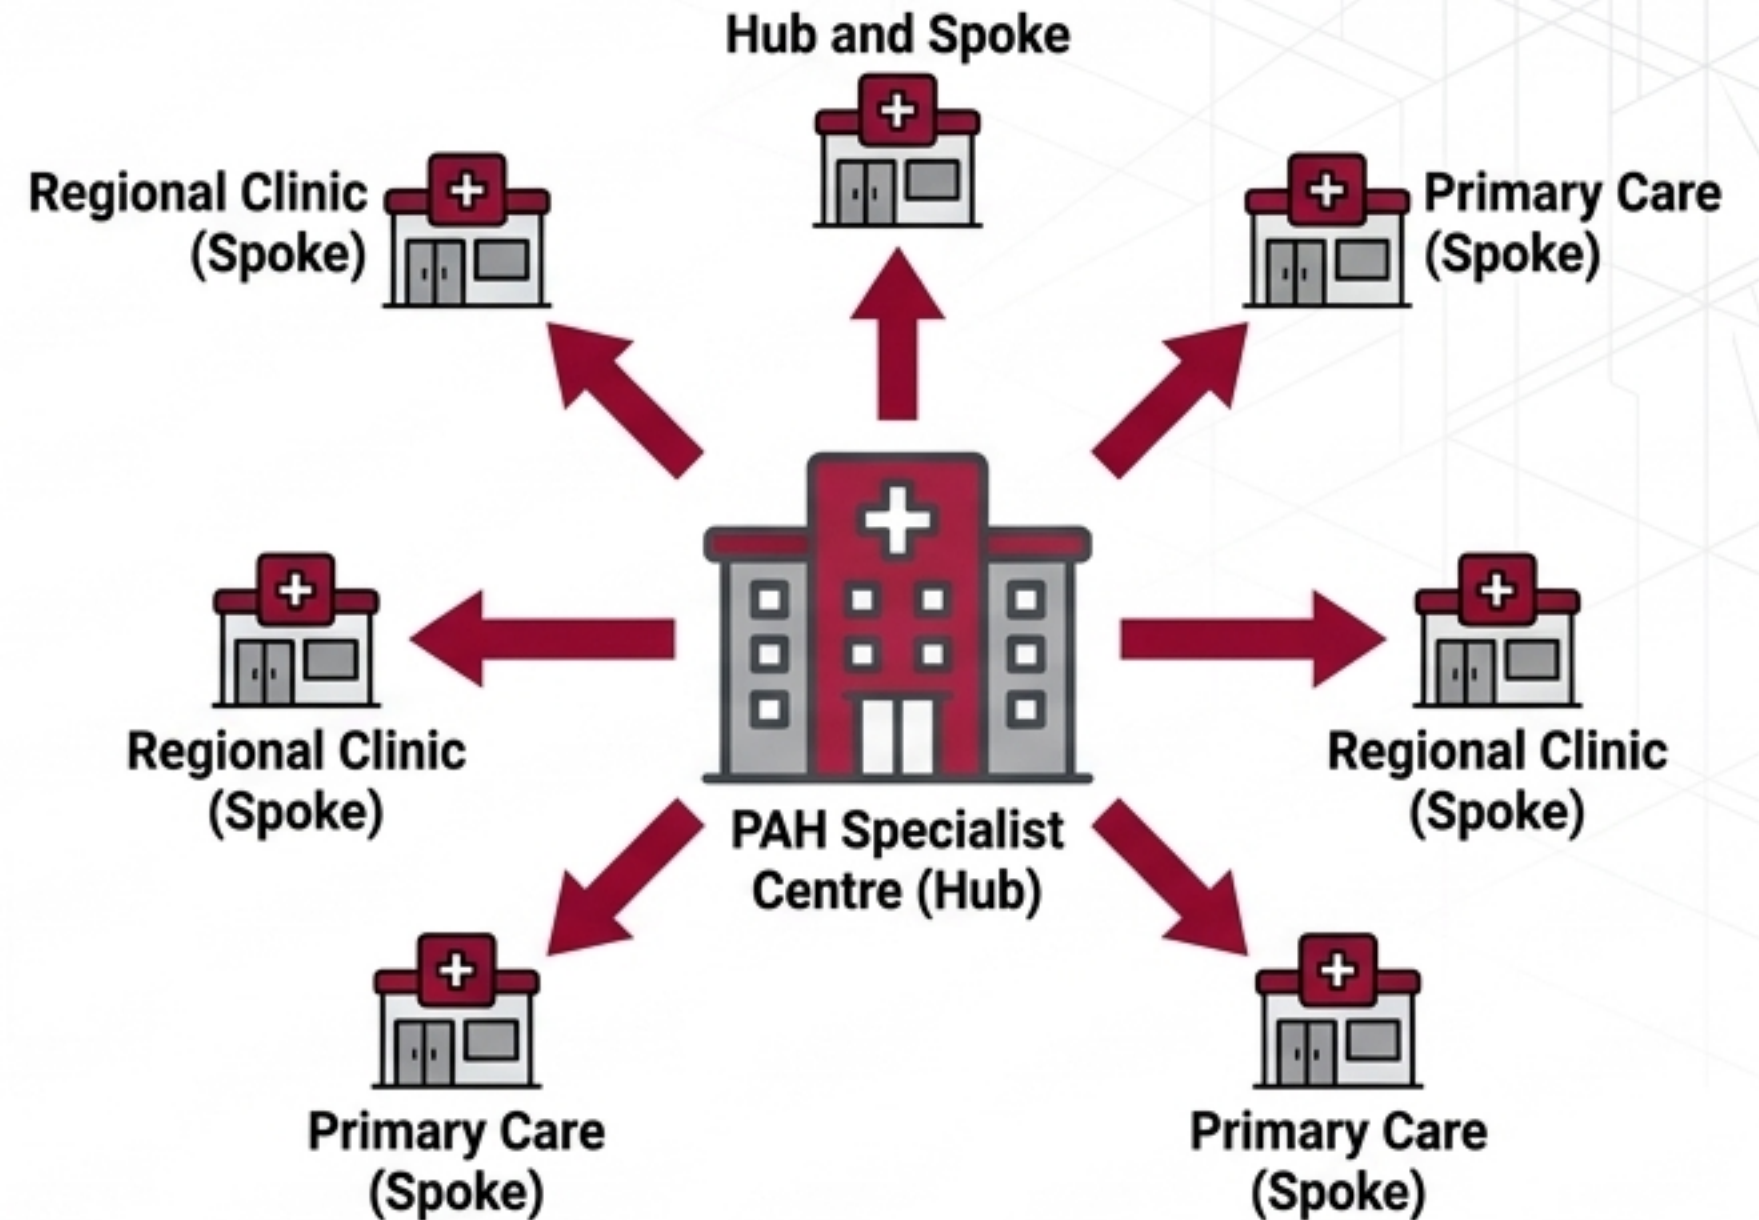 Hub and Spoke
Regional Clinic
(Spoke)
Primary Care
(Spoke)
Regional Clinic
(Spoke)
PAH Specialist
Centre (Hub)
Regional Clinic
(Spoke)
Primary Care
(Spoke)
Primary Care
(Spoke)